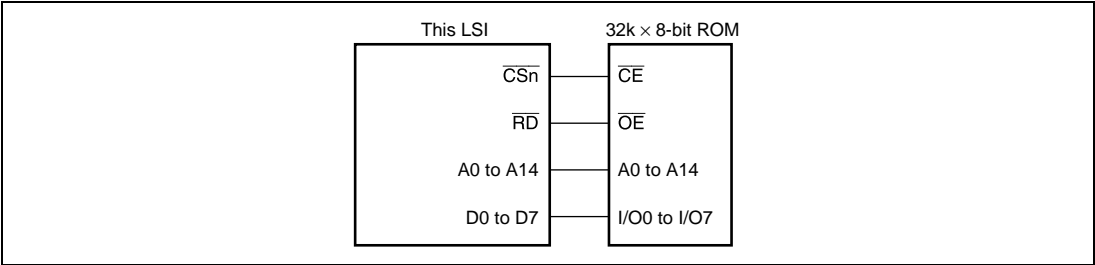 This LSI 32k × 8-bit ROM
CSn CE
RD OE
A0 to A14 A0 to A14
D0 to D7 I/O0 to I/O7